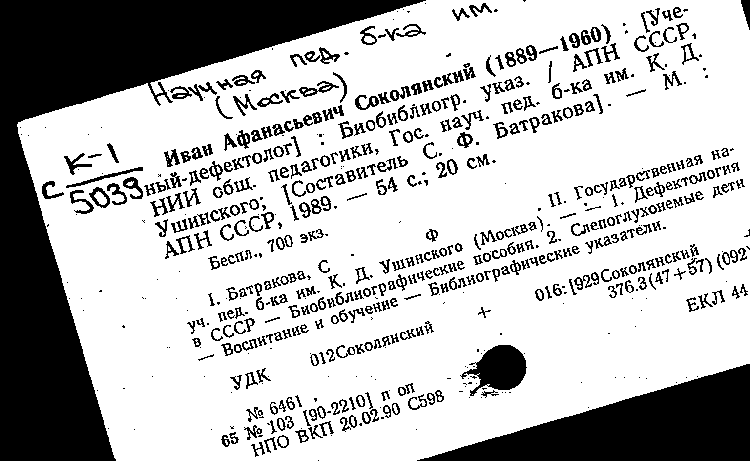 Научная пед. б-ка им.
(Москва)
С К-1
5039
Иван Афанасьевич Соколянский (1889—1960) : [Уче-
ный-дефектолог] : Биобиблиогр. указ. / АПН СССР,
НИИ общ. педагогики, Гос. науч. пед. б-ка им. К. Д.
Ушинского; [Составитель С. Ф. Батракова]. — М. :
АПН СССР, 1989. — 54 с.; 20 см.
Беспл., 700 экз.
I. Батракова, С. Ф. II. Государственная на-
уч. пед. б-ка им. К. Д. Ушинского (Москва). — — 1. Дефектология
в СССР — Биобиблиографические пособия. 2. Слепоглухонемые дети
— Воспитание и обучение — Библиографические указатели.
016:[929Соколянский
УДК 012Соколянский + 376.3(47+57)(092
ЕКЛ 44
№ 6461
65 № 103 [90-2210] п оп
НПО ВКП 20.02.90 С598